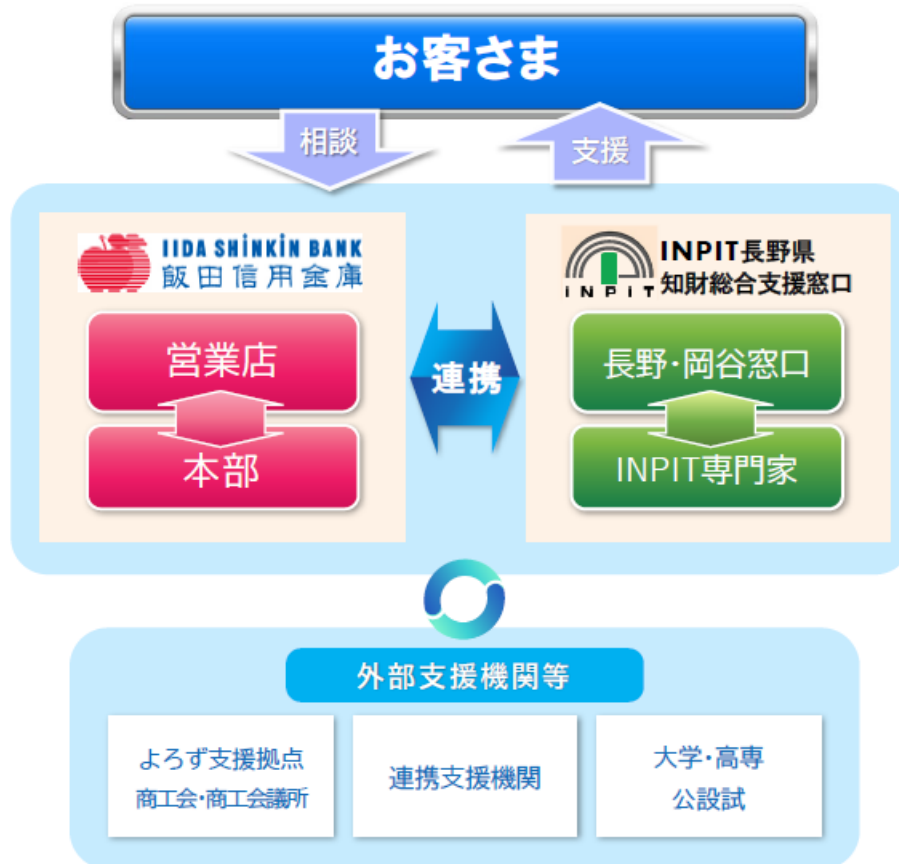 お客さま
相談
支援
IIDA SHiNKiN BANK
飯田信用金庫
営業店
本部
連携
INPIT
INPIT長野県
知財総合支援窓口
長野・岡谷窓口
INPIT専門家
外部支援機関等
よろず支援拠点
商工会・商工会議所
連携支援機関
大学・高専
公設試